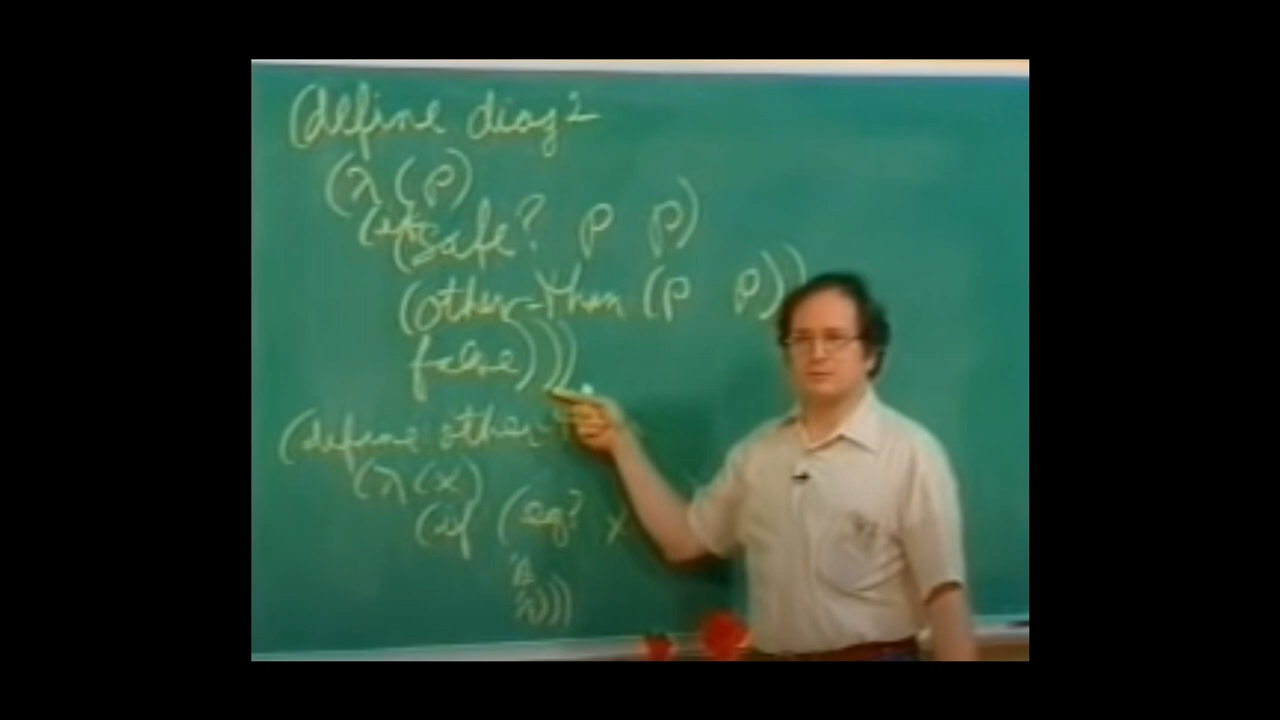 (define diag2
(λ (p)
(if (safe? p p)
(other-than (p p))
false)))
(define other-
(λ (x)
(if (eq? x
'A